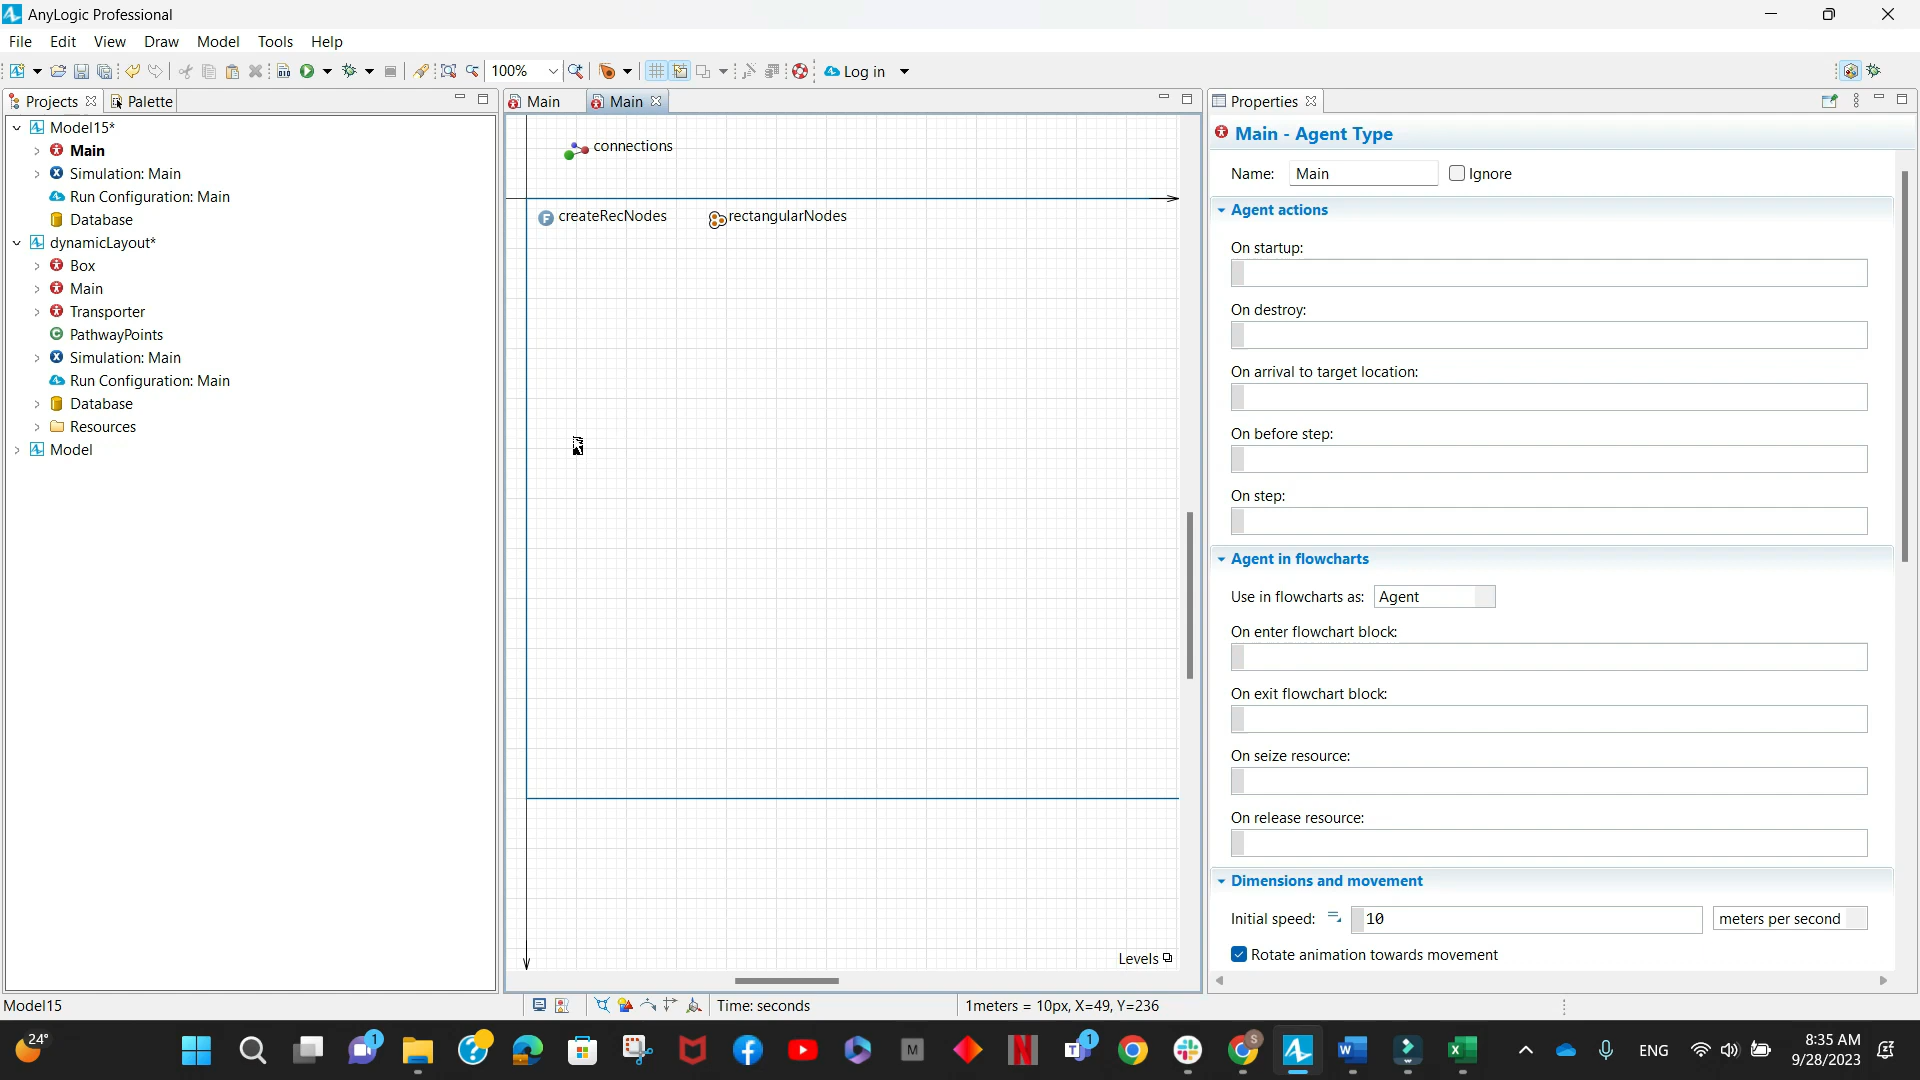 AnyLogic Professional
File Edit View Draw Model Tools Help
100% Log in
Projects Palette
Model15*
Main
Simulation: Main
Run Configuration: Main
Database
dynamicLayout*
Box
Main
Transporter
PathwayPoints
Simulation: Main
Run Configuration: Main
Database
Resources
Model
Main Main
connections
createRecNodes rectangularNodes
Levels
Properties
Main - Agent Type
Name: Main Ignore
Agent actions
On startup:
On destroy:
On arrival to target location:
On before step:
On step:
Agent in flowcharts
Use in flowcharts as: Agent
On enter flowchart block:
On exit flowchart block:
On seize resource:
On release resource:
Dimensions and movement
Initial speed: 10 meters per second
Rotate animation towards movement
Model15 Time: seconds 1meters = 10px, X=49, Y=236
24° 1 M N T 1 S W X ENG 8:35 AM
9/28/2023